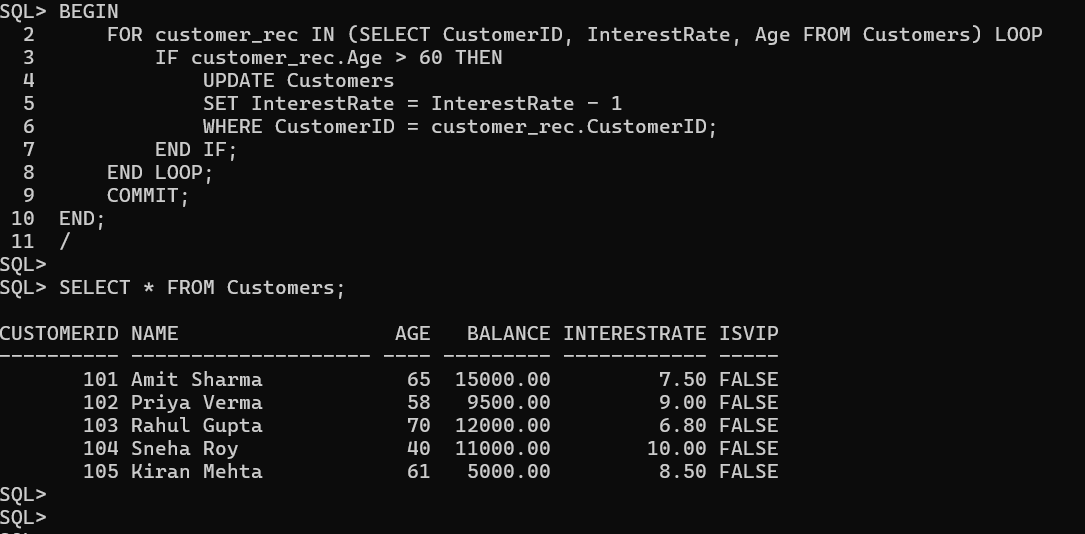 SQL> BEGIN
  2      FOR customer_rec IN (SELECT CustomerID, InterestRate, Age FROM Customers) LOOP
  3          IF customer_rec.Age > 60 THEN
  4              UPDATE Customers
  5              SET InterestRate = InterestRate - 1
  6              WHERE CustomerID = customer_rec.CustomerID;
  7          END IF;
  8      END LOOP;
  9      COMMIT;
 10  END;
 11  /
SQL>
SQL> SELECT * FROM Customers;

CUSTOMERID NAME                  AGE   BALANCE INTERESTRATE ISVIP
---------- -------------------- ---- --------- ------------ -----
       101 Amit Sharma            65  15000.00         7.50 FALSE
       102 Priya Verma            58   9500.00         9.00 FALSE
       103 Rahul Gupta            70  12000.00         6.80 FALSE
       104 Sneha Roy              40  11000.00        10.00 FALSE
       105 Kiran Mehta            61   5000.00         8.50 FALSE
SQL>
SQL>